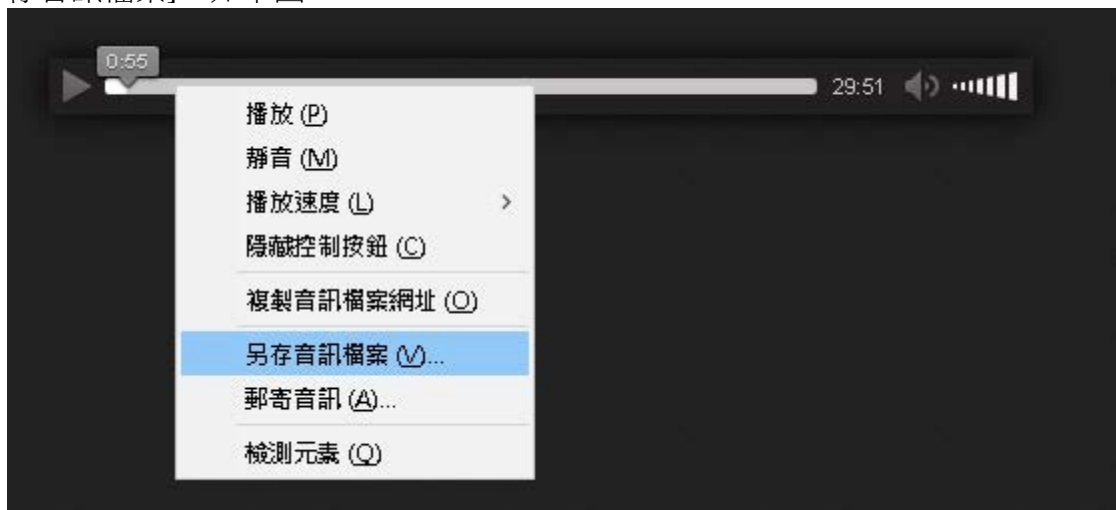 0:55
29:51
播放 (P)
靜音 (M)
播放速度 (L)
隱藏控制按鈕 (C)
複製音訊檔案網址 (O)
另存音訊檔案 (V)...
郵寄音訊 (A)...
檢測元素 (Q)